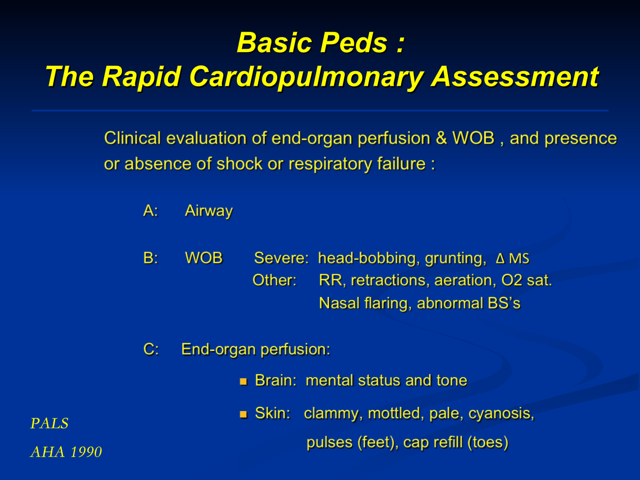 Basic Peds :
The Rapid Cardiopulmonary Assessment
Clinical evaluation of end-organ perfusion & WOB , and presence
or absence of shock or respiratory failure :
A: Airway
B: WOB Severe: head-bobbing, grunting, Δ MS
Other: RR, retractions, aeration, O2 sat.
Nasal flaring, abnormal BS’s
C: End-organ perfusion:
■ Brain: mental status and tone
■ Skin: clammy, mottled, pale, cyanosis,
pulses (feet), cap refill (toes)
PALS
AHA 1990